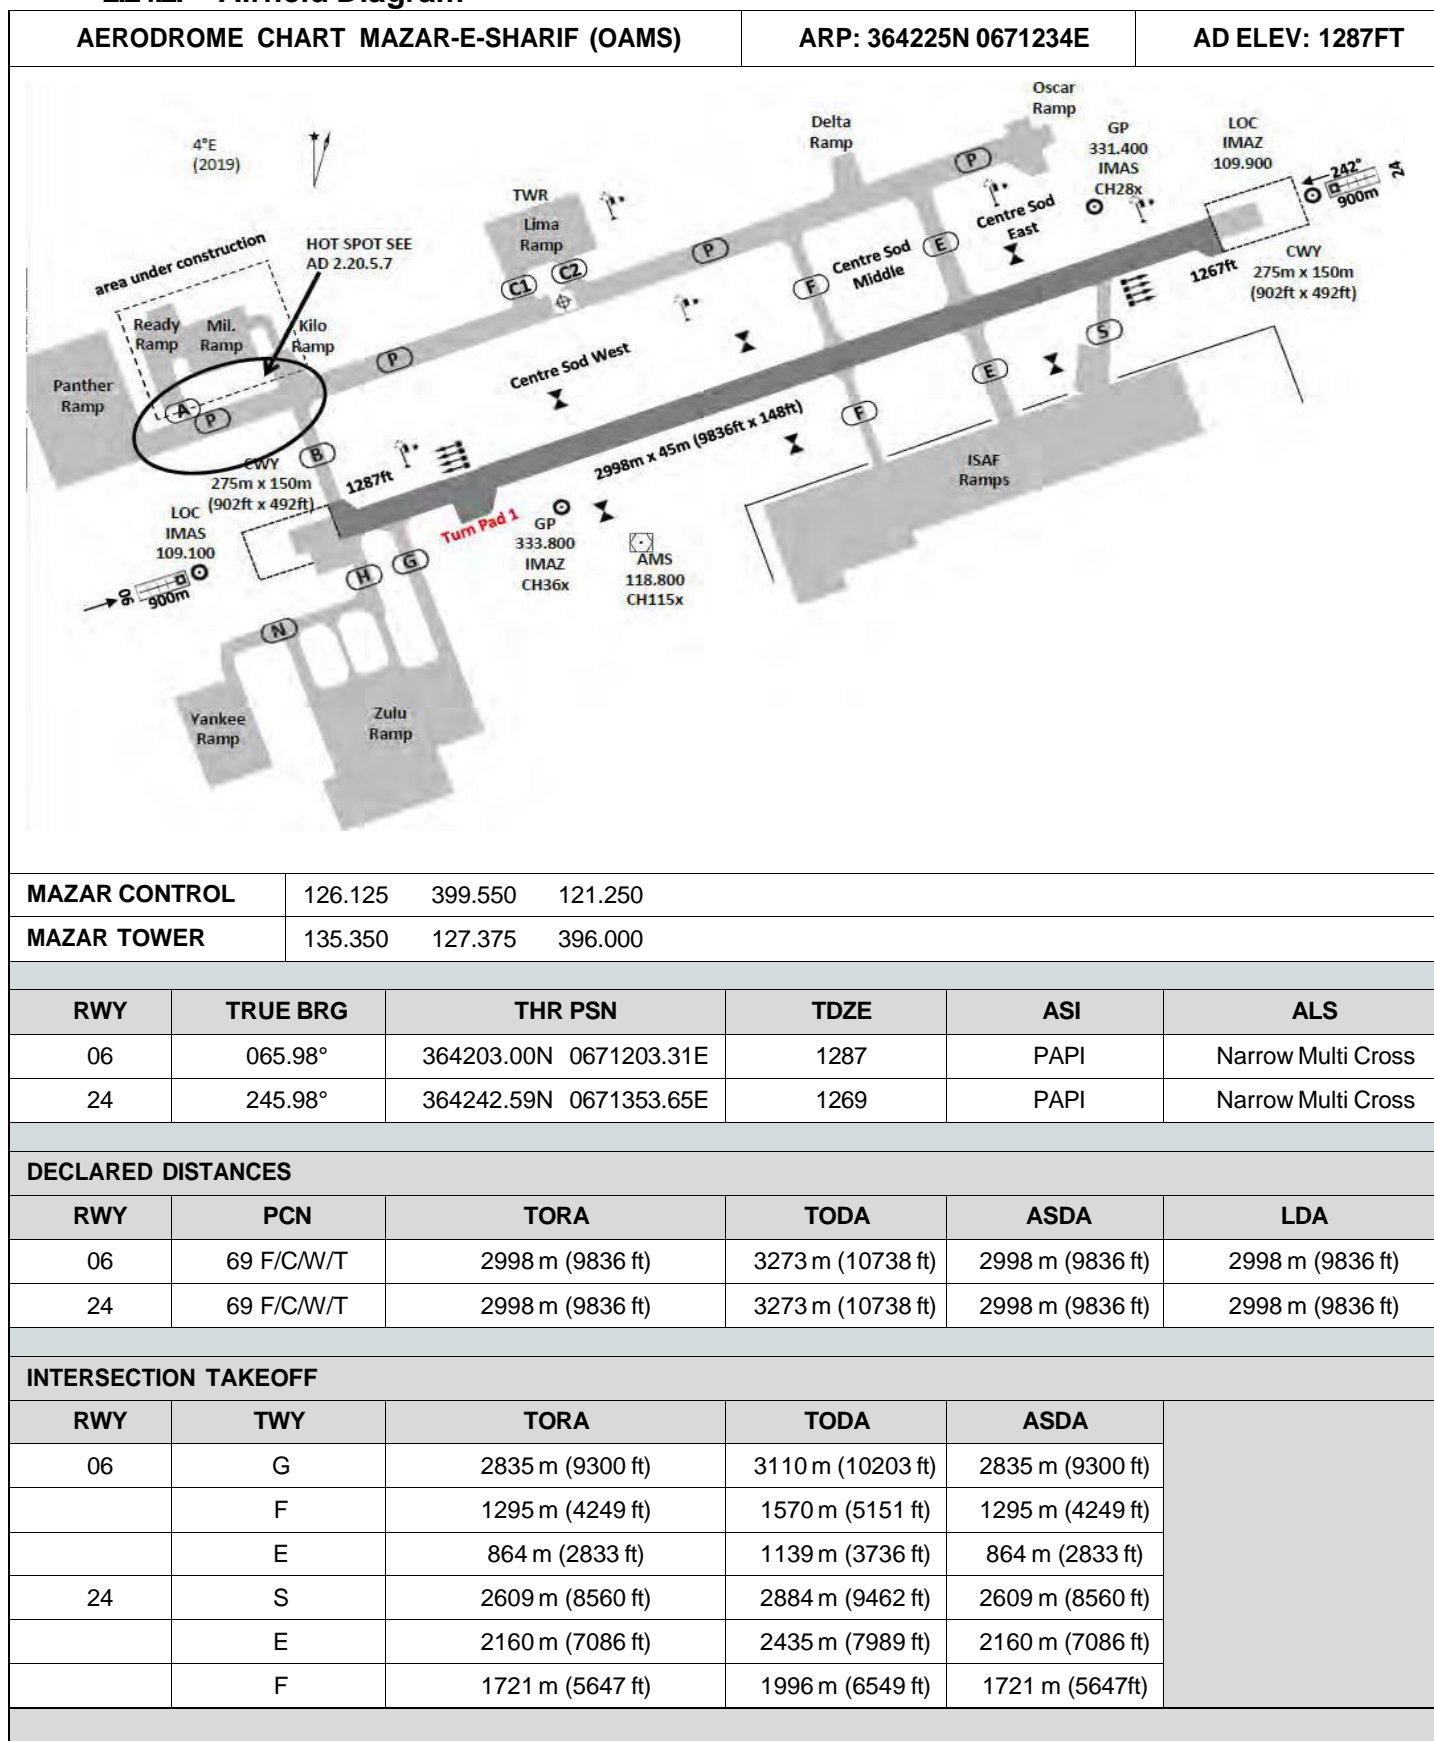 Airfield Diagram
AERODROME CHART MAZAR-E-SHARIF (OAMS) ARP: 364225N 0671234E AD ELEV: 1287FT
4°E
(2019)
area under construction
HOT SPOT SEE
AD 2.20.5.7
Ready
Ramp
Mil.
Ramp
Kilo
Ramp
Panther
Ramp
A
P
B
P
TWR
Lima
Ramp
C1
C2
P
Delta
Ramp
P
Oscar
Ramp
GP
331.400
IMAS
CH28x
LOC
IMAZ
109.900
242°
900m
24
CWY
275m x 150m
(902ft x 492ft)
1267ft
Centre Sod
East
Centre Sod
Middle
Centre Sod West
F
E
S
E
F
ISAF
Ramps
2998m x 45m (9836ft x 148ft)
CWY
275m x 150m
(902ft x 492ft)
1287ft
LOC
IMAS
109.100
06
900m
Turn Pad 1
GP
333.800
IMAZ
CH36x
AMS
118.800
CH115x
H
G
N
Yankee
Ramp
Zulu
Ramp
MAZAR CONTROL 126.125 399.550 121.250
MAZAR TOWER 135.350 127.375 396.000
RWY TRUE BRG THR PSN TDZE ASI ALS
06 065.98° 364203.00N 0671203.31E 1287 PAPI Narrow Multi Cross
24 245.98° 364242.59N 0671353.65E 1269 PAPI Narrow Multi Cross
DECLARED DISTANCES
RWY PCN TORA TODA ASDA LDA
06 69 F/C/W/T 2998 m (9836 ft) 3273 m (10738 ft) 2998 m (9836 ft) 2998 m (9836 ft)
24 69 F/C/W/T 2998 m (9836 ft) 3273 m (10738 ft) 2998 m (9836 ft) 2998 m (9836 ft)
INTERSECTION TAKEOFF
RWY TWY TORA TODA ASDA
06 G 2835 m (9300 ft) 3110 m (10203 ft) 2835 m (9300 ft)
F 1295 m (4249 ft) 1570 m (5151 ft) 1295 m (4249 ft)
E 864 m (2833 ft) 1139 m (3736 ft) 864 m (2833 ft)
24 S 2609 m (8560 ft) 2884 m (9462 ft) 2609 m (8560 ft)
E 2160 m (7086 ft) 2435 m (7989 ft) 2160 m (7086 ft)
F 1721 m (5647 ft) 1996 m (6549 ft) 1721 m (5647ft)